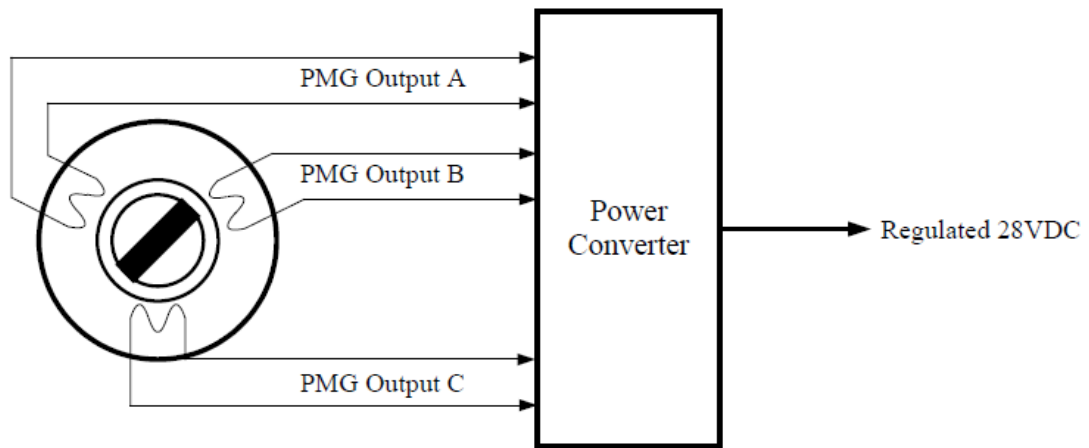 PMG Output A
PMG Output B
Power
Converter
Regulated 28VDC
PMG Output C